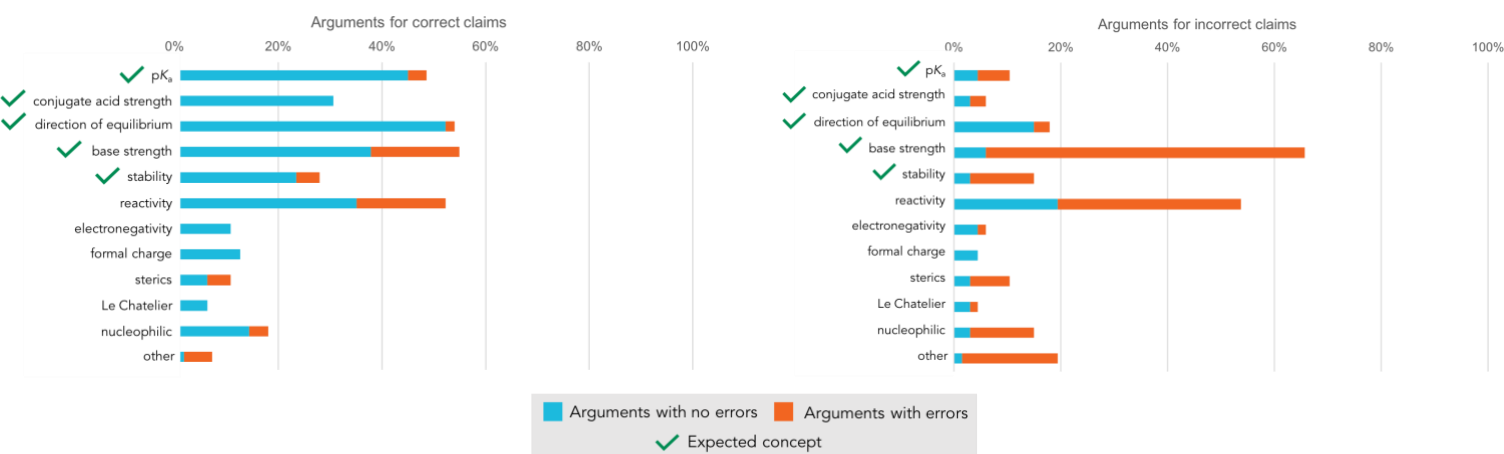 Arguments for correct claims
0% 20% 40% 60% 80% 100%
pKa
conjugate acid strength
direction of equilibrium
base strength
stability
reactivity
electronegativity
formal charge
sterics
Le Chatelier
nucleophilic
other
Arguments for incorrect claims
0% 20% 40% 60% 80% 100%
pKa
conjugate acid strength
direction of equilibrium
base strength
stability
reactivity
electronegativity
formal charge
sterics
Le Chatelier
nucleophilic
other
Arguments with no errors Arguments with errors
Expected concept